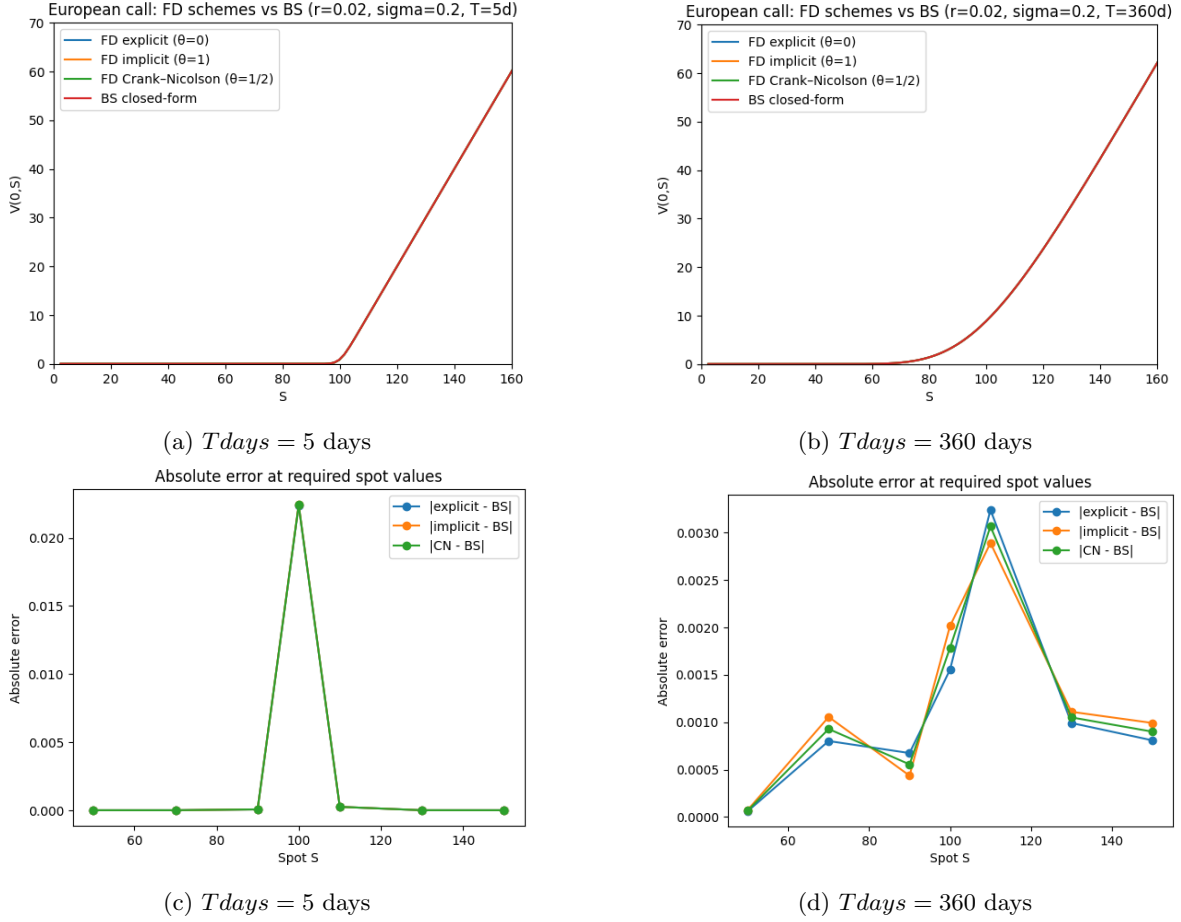 European call: FD schemes vs BS (r=0.02, sigma=0.2, T=5d)
70
60
50
40
30
20
10
0
V(0,S)
FD explicit (θ=0)
FD implicit (θ=1)
FD Crank–Nicolson (θ=1/2)
BS closed-form
0 20 40 60 80 100 120 140 160
S
(a) Tdays = 5 days
European call: FD schemes vs BS (r=0.02, sigma=0.2, T=360d)
70
60
50
40
30
20
10
0
V(0,S)
FD explicit (θ=0)
FD implicit (θ=1)
FD Crank–Nicolson (θ=1/2)
BS closed-form
0 20 40 60 80 100 120 140 160
S
(b) Tdays = 360 days
Absolute error at required spot values
0.020
0.015
0.010
0.005
0.000
Absolute error
|explicit - BS|
|implicit - BS|
|CN - BS|
60 80 100 120 140
Spot S
(c) Tdays = 5 days
Absolute error at required spot values
0.0030
0.0025
0.0020
0.0015
0.0010
0.0005
0.0000
Absolute error
|explicit - BS|
|implicit - BS|
|CN - BS|
60 80 100 120 140
Spot S
(d) Tdays = 360 days